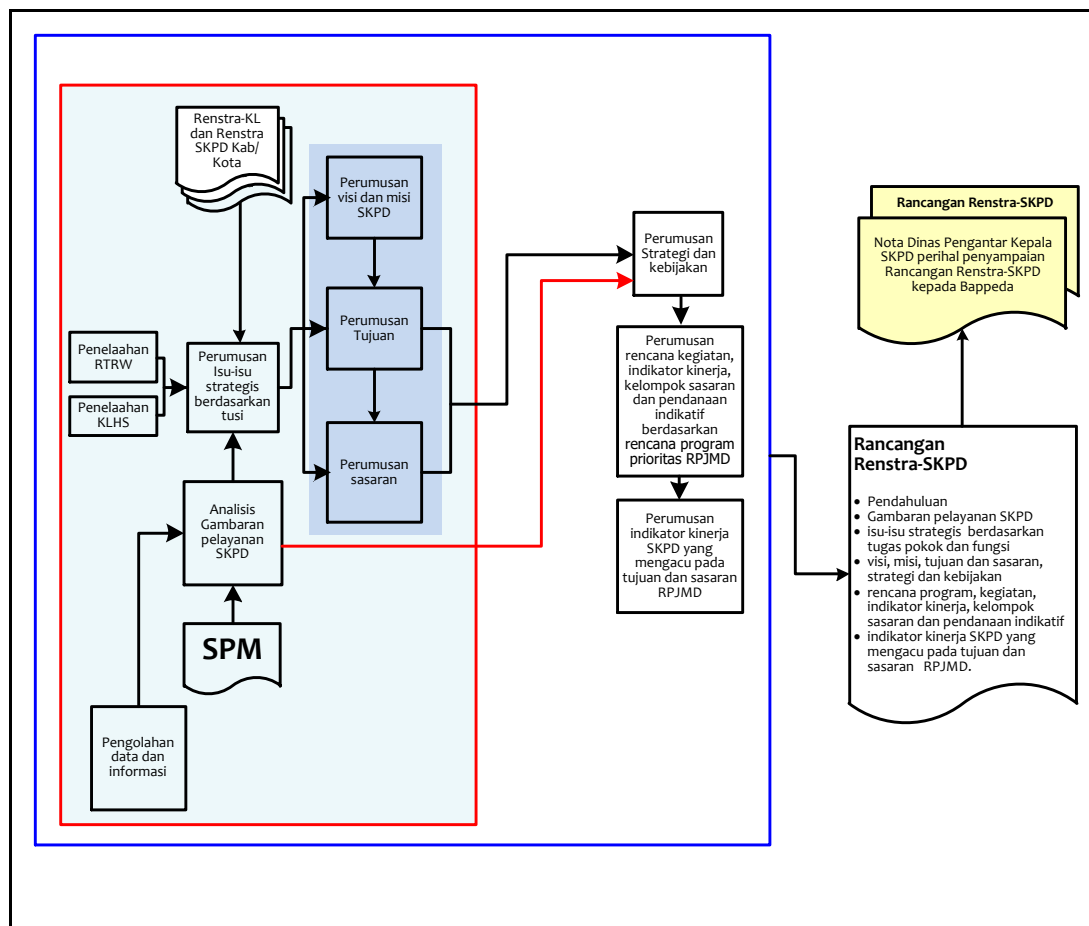 Renstra-KL
dan Renstra
SKPD Kab/
Kota
Perumusan
visi dan misi
SKPD
Perumusan
Tujuan
Perumusan
sasaran
Penelaahan
RTRW
Penelaahan
KLHS
Perumusan
Isu-isu
strategis
berdasarkan
tusi
Analisis
Gambaran
pelayanan
SKPD
SPM
Pengolahan
data dan
informasi
Perumusan
Strategi dan
kebijakan
Perumusan
rencana kegiatan,
indikator kinerja,
kelompok sasaran
dan pendanaan
indikatif
berdasarkan
rencana program
prioritas RPJMD
Perumusan
indikator kinerja
SKPD yang
mengacu pada
tujuan dan sasaran
RPJMD
Rancangan Renstra-SKPD
Nota Dinas Pengantar Kepala
SKPD perihal penyampaian
Rancangan Renstra-SKPD
kepada Bappeda
Rancangan
Renstra-SKPD
• Pendahuluan
• Gambaran pelayanan SKPD
• isu-isu strategis berdasarkan
tugas pokok dan fungsi
• visi, misi, tujuan dan sasaran,
strategi dan kebijakan
• rencana program, kegiatan,
indikator kinerja, kelompok
sasaran dan pendanaan indikatif
• indikator kinerja SKPD yang
mengacu pada tujuan dan
sasaran RPJMD.